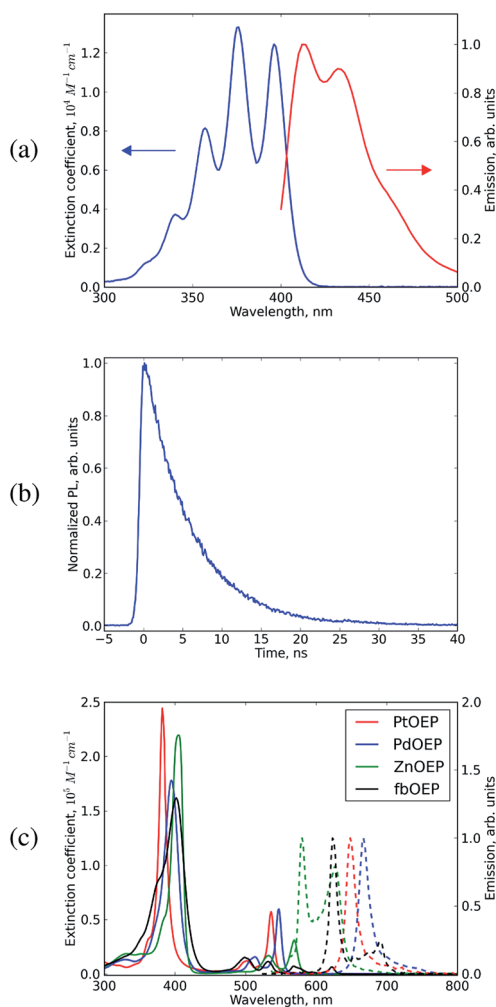 (a)
Extinction coefficient, 10⁴ M⁻¹ cm⁻¹
1.2
1.0
0.8
0.6
0.4
0.2
0.0
Emission, arb. units
1.0
0.8
0.6
0.4
0.2
0.0
300 350 400 450 500
Wavelength, nm
(b)
Normalized PL, arb. units
1.0
0.8
0.6
0.4
0.2
0.0
−5 0 5 10 15 20 25 30 35 40
Time, ns
(c)
Extinction coefficient, 10⁵ M⁻¹ cm⁻¹
2.5
2.0
1.5
1.0
0.5
0.0
PtOEP
PdOEP
ZnOEP
fbOEP
Emission, arb. units
2.0
1.5
1.0
0.5
0.0
300 400 500 600 700 800
Wavelength, nm